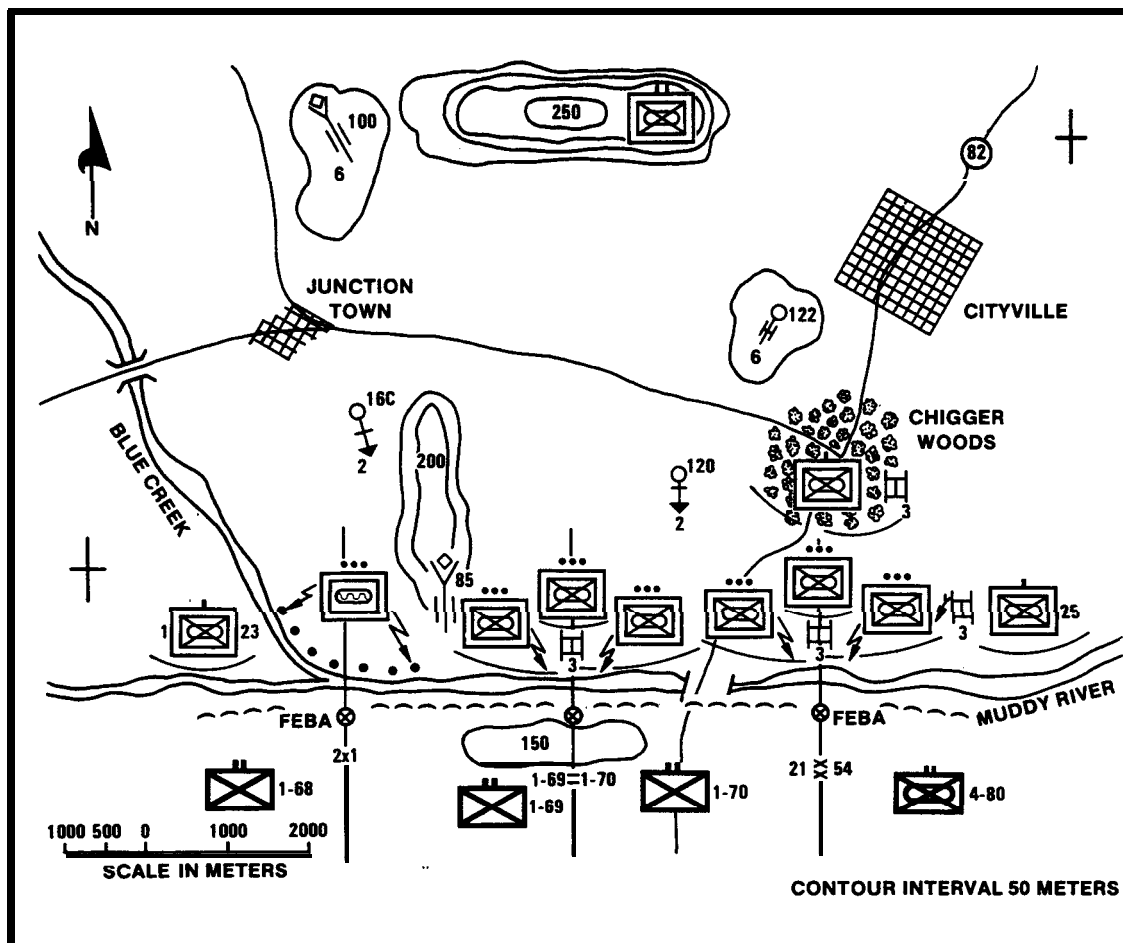 250
100
6
82
N
JUNCTION
TOWN
122
6
CITYVILLE
16C
2
200
CHIGGER
WOODS
120
2
3
BLUE CREEK
85
1 23
3
3
3
25
MUDDY RIVER
FEBA
FEBA
150
2x1
1-68
1-69=1-70
1-69
1-70
21 XX 54
4-80
1000 500 0 1000 2000
SCALE IN METERS
CONTOUR INTERVAL 50 METERS